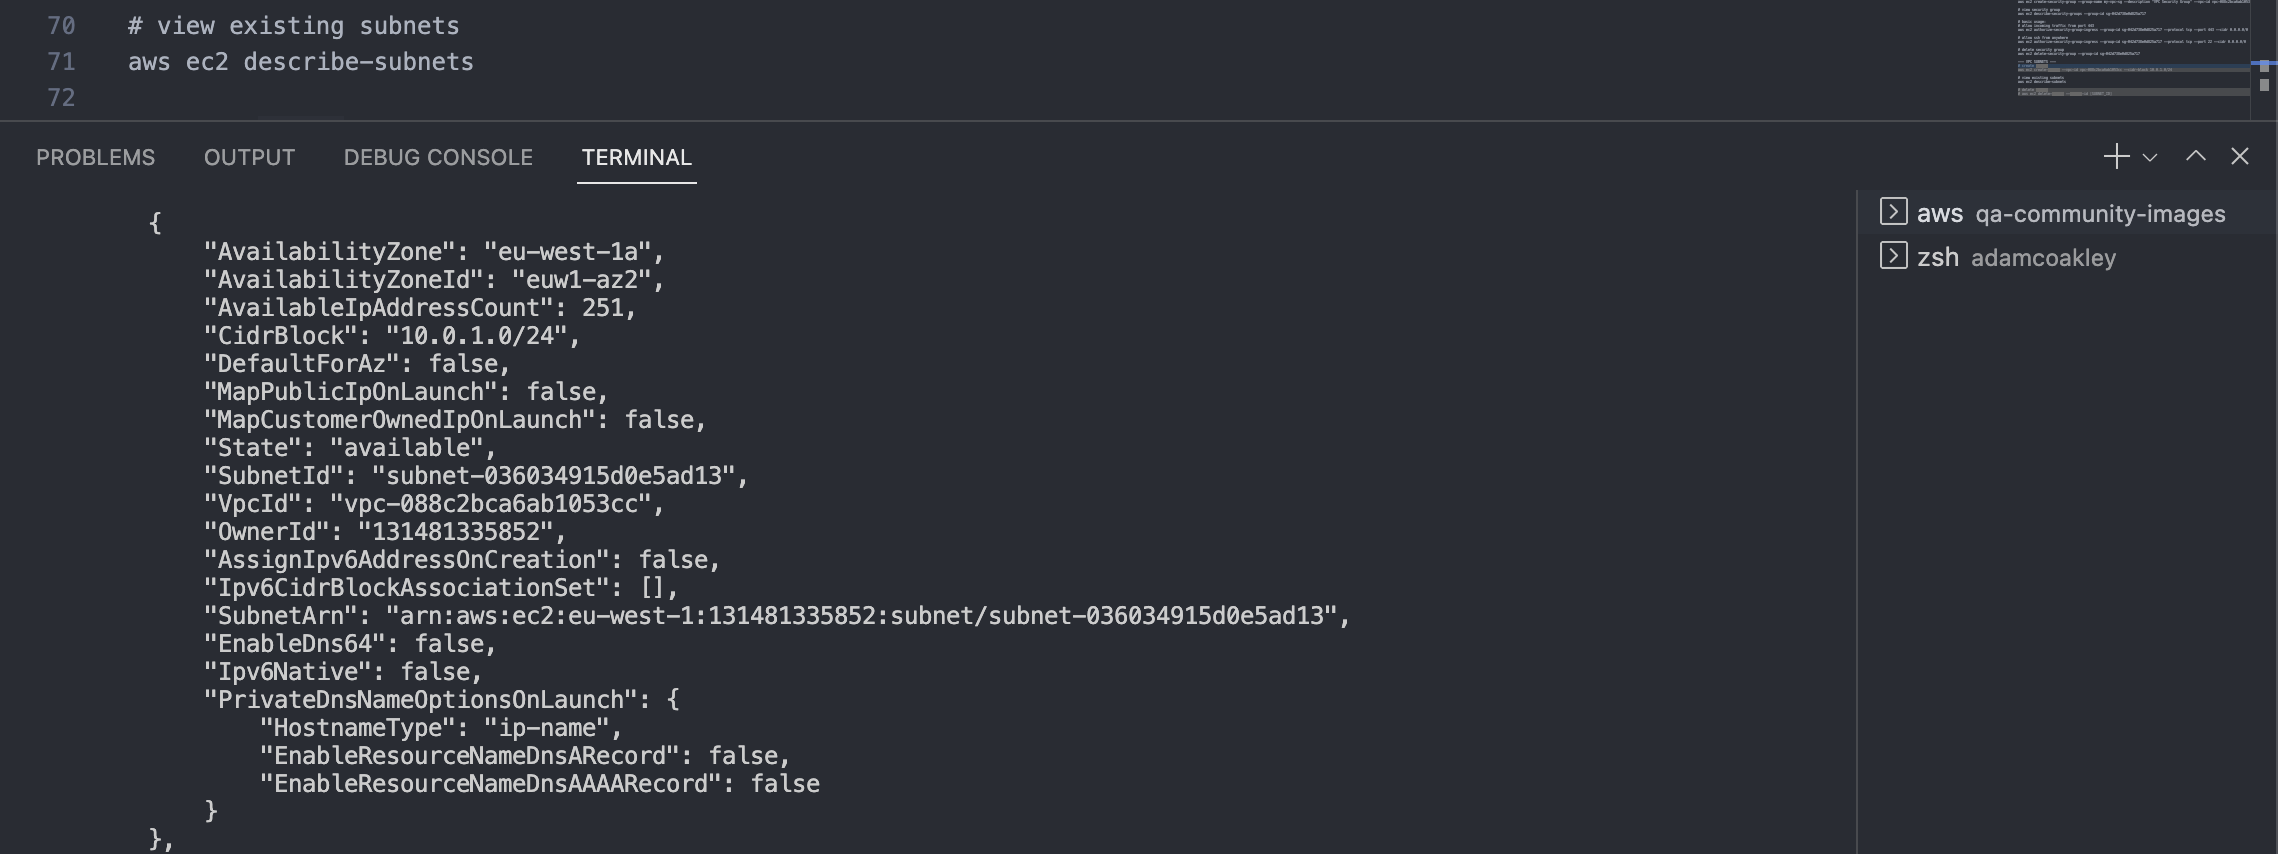 70 # view existing subnets
71 aws ec2 describe-subnets
72
PROBLEMS OUTPUT DEBUG CONSOLE TERMINAL
aws qa-community-images
zsh adamcoakley
{
"AvailabilityZone": "eu-west-1a",
"AvailabilityZoneId": "euw1-az2",
"AvailableIpAddressCount": 251,
"CidrBlock": "10.0.1.0/24",
"DefaultForAz": false,
"MapPublicIpOnLaunch": false,
"MapCustomerOwnedIpOnLaunch": false,
"State": "available",
"SubnetId": "subnet-036034915d0e5ad13",
"VpcId": "vpc-088c2bca6ab1053cc",
"OwnerId": "131481335852",
"AssignIpv6AddressOnCreation": false,
"Ipv6CidrBlockAssociationSet": [],
"SubnetArn": "arn:aws:ec2:eu-west-1:131481335852:subnet/subnet-036034915d0e5ad13",
"EnableDns64": false,
"Ipv6Native": false,
"PrivateDnsNameOptionsOnLaunch": {
"HostnameType": "ip-name",
"EnableResourceNameDnsARecord": false,
"EnableResourceNameDnsAAAARecord": false
}
},